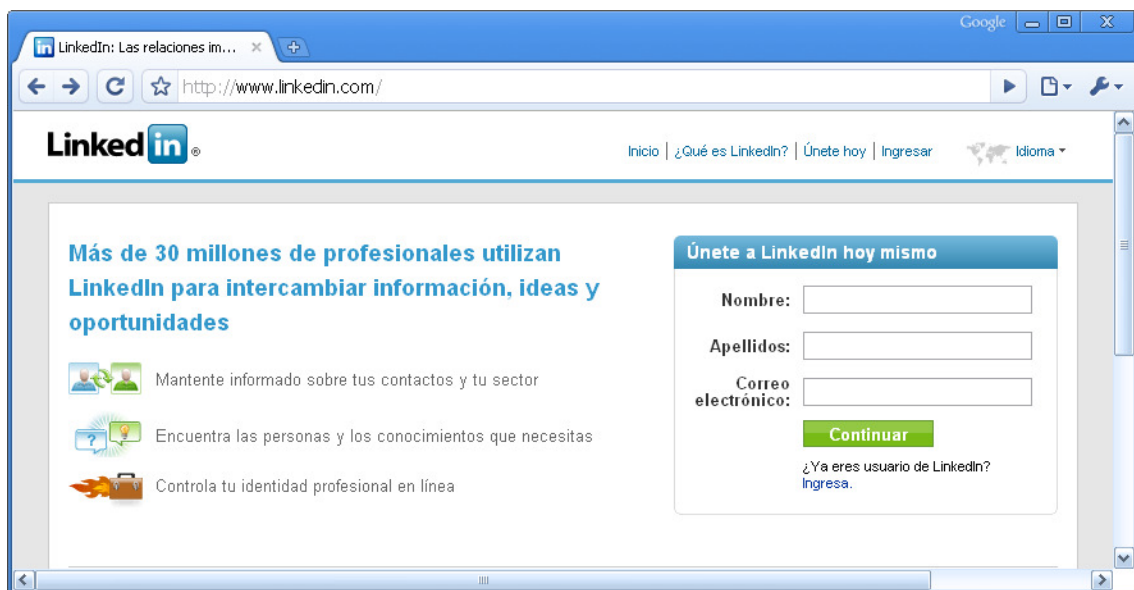 Google
LinkedIn: Las relaciones im...
http://www.linkedin.com/
Linked in ®
Inicio | ¿Qué es LinkedIn? | Únete hoy | Ingresar Idioma
Más de 30 millones de profesionales utilizan
LinkedIn para intercambiar información, ideas y
oportunidades
Mantente informado sobre tus contactos y tu sector
Encuentra las personas y los conocimientos que necesitas
Controla tu identidad profesional en línea
Únete a LinkedIn hoy mismo
Nombre:
Apellidos:
Correo
electrónico:
Continuar
¿Ya eres usuario de LinkedIn?
Ingresa.